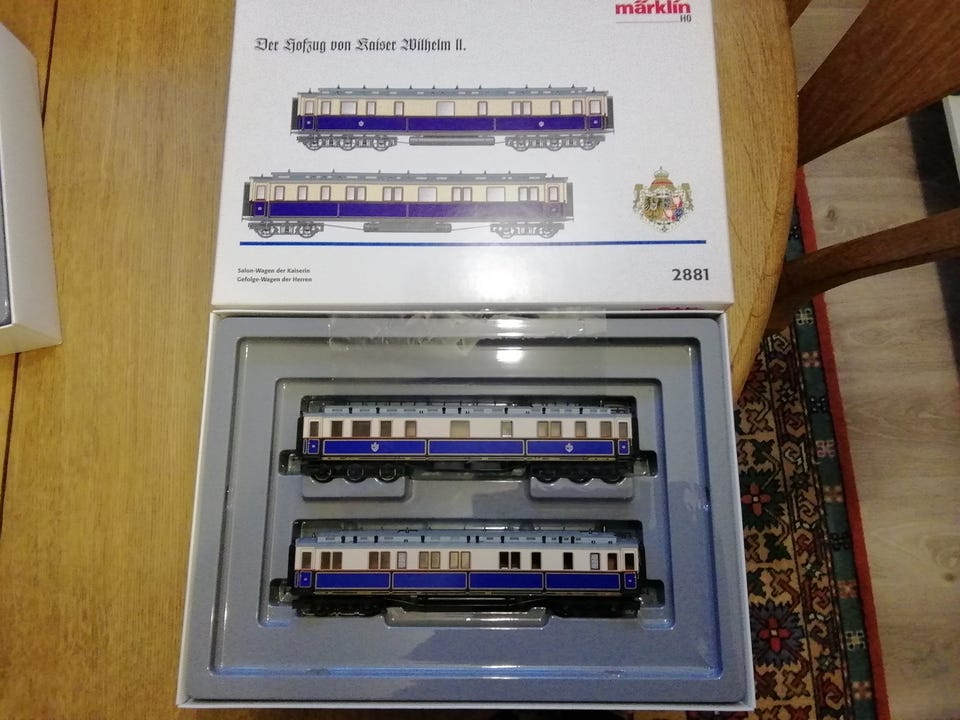 märklin
H0
Der Hofzug von Kaiser Wilhelm II.
Salon-Wagen der Kaiserin
Gefolge-Wagen der Herren
2881